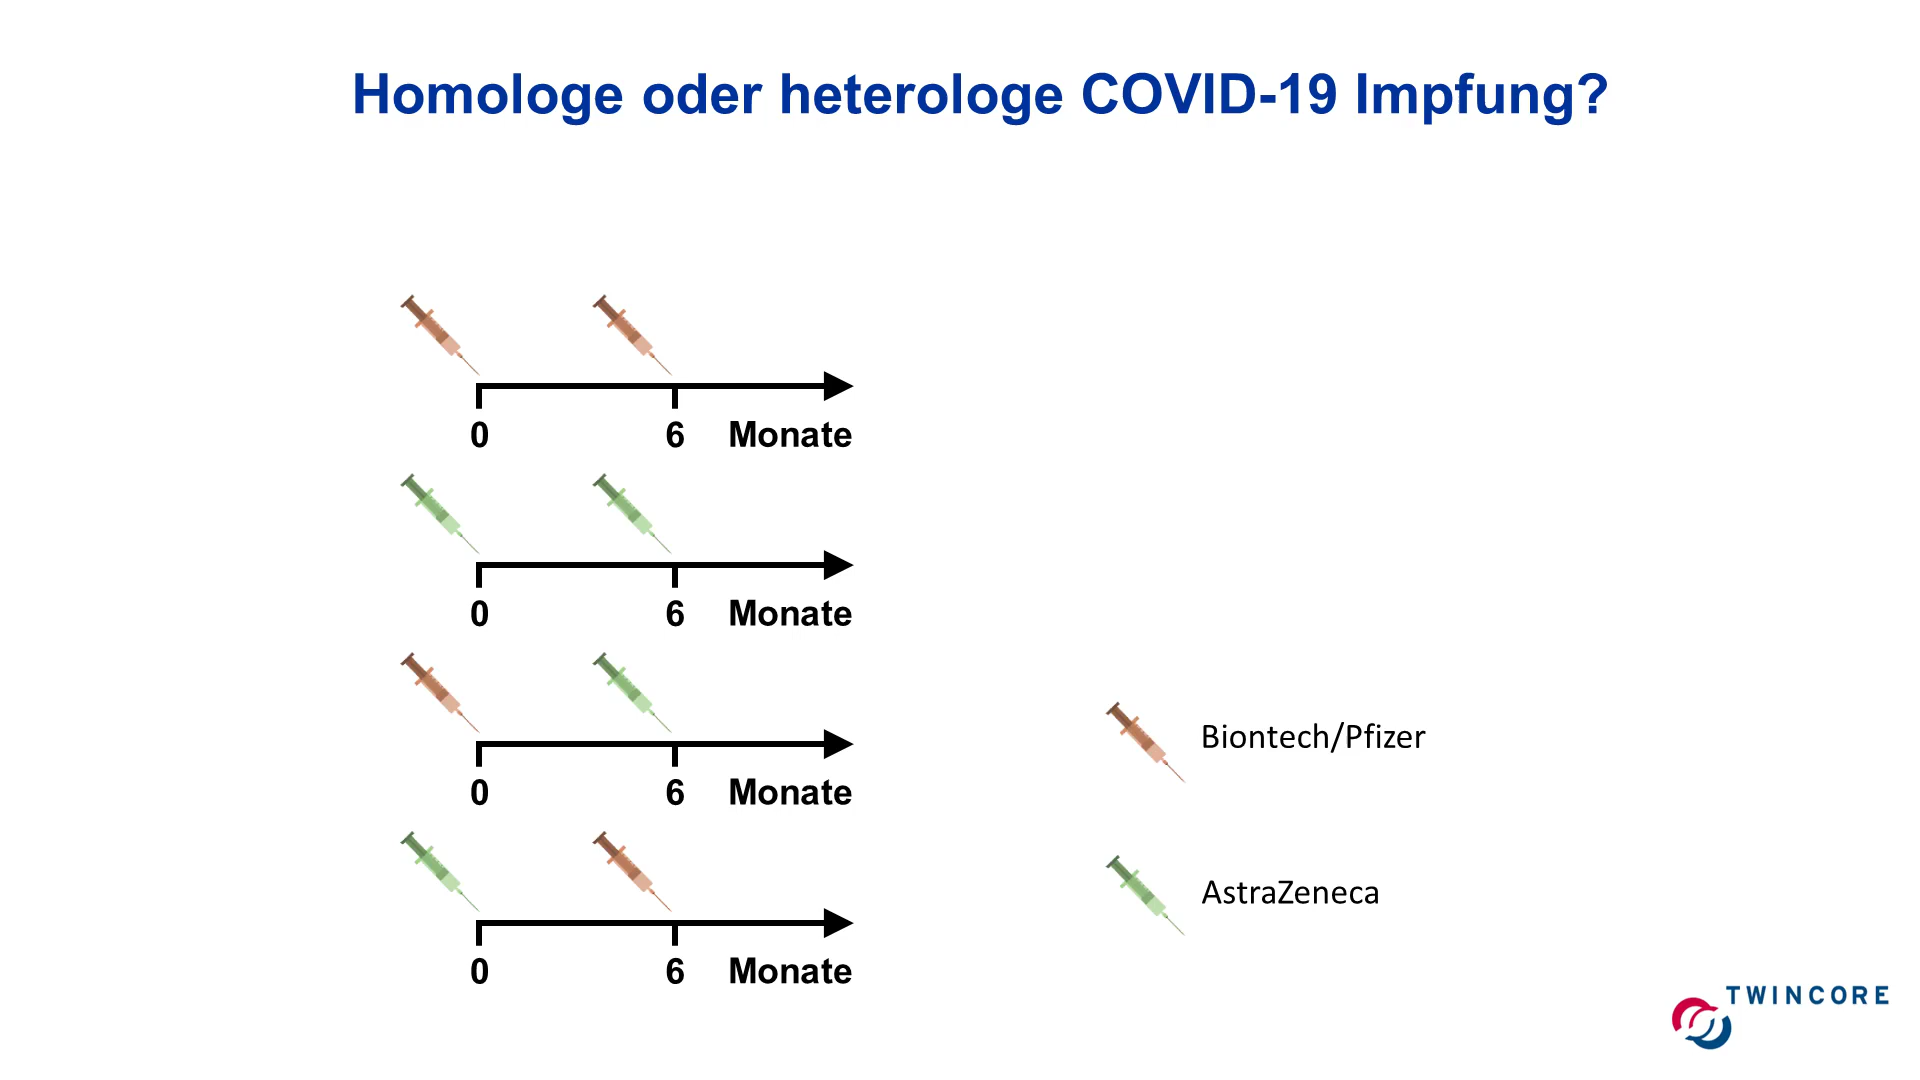 Homologe oder heterologe COVID-19 Impfung?
0 6 Monate
0 6 Monate
0 6 Monate
Biontech/Pfizer
0 6 Monate
AstraZeneca
TWINCORE